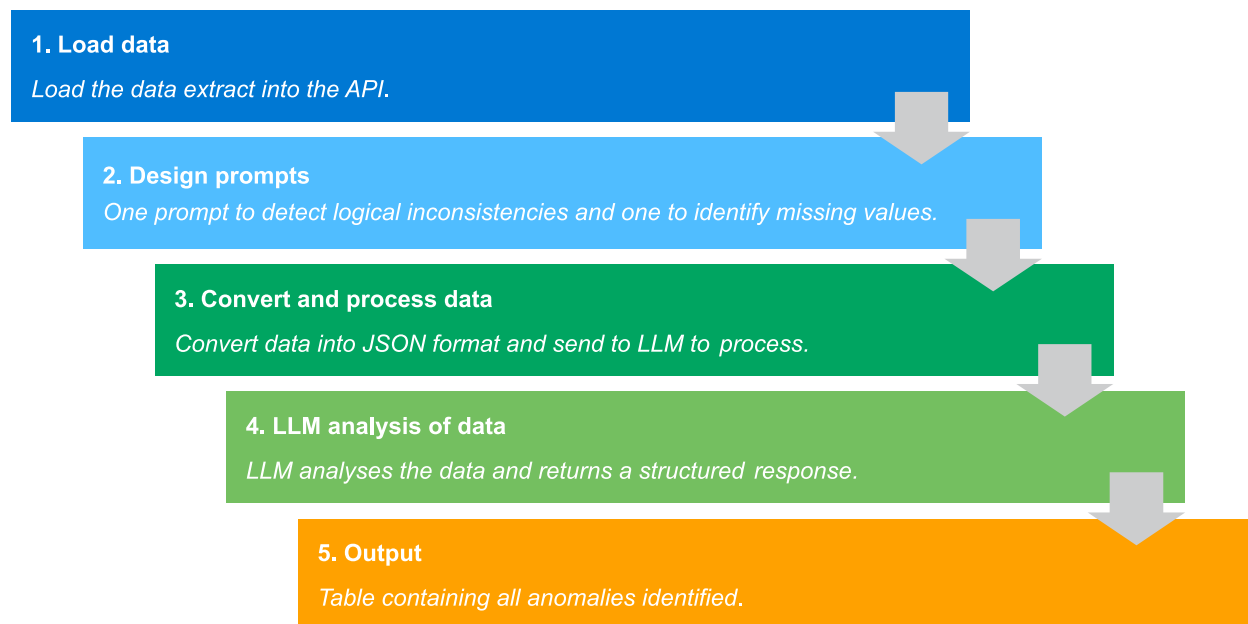 1. Load data
Load the data extract into the API.
2. Design prompts
One prompt to detect logical inconsistencies and one to identify missing values.
3. Convert and process data
Convert data into JSON format and send to LLM to process.
4. LLM analysis of data
LLM analyses the data and returns a structured response.
5. Output
Table containing all anomalies identified.